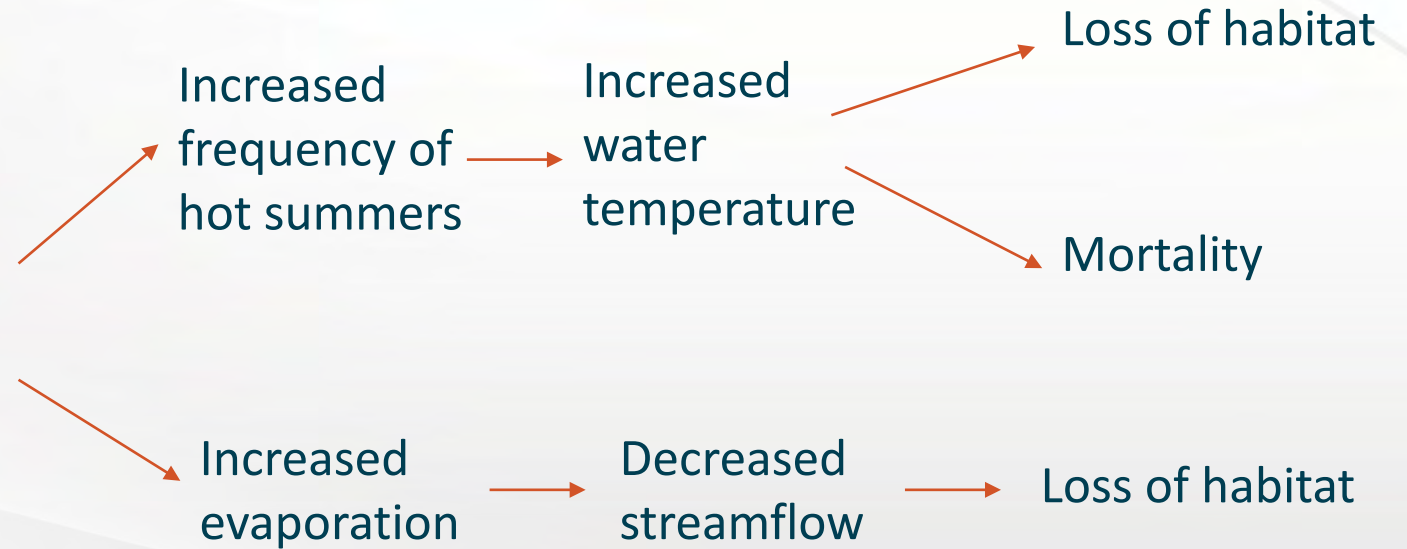 Loss of habitat
Increased
frequency of
hot summers
Increased
water
temperature
Mortality
Increased
evaporation
Decreased
streamflow
Loss of habitat